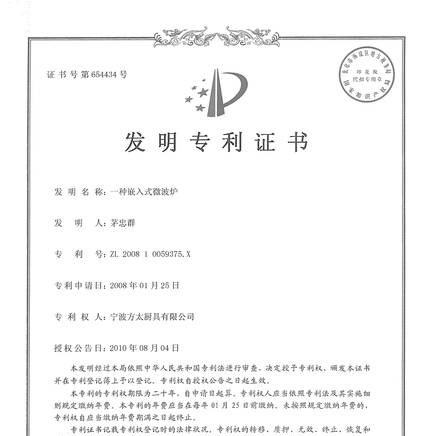 证书号第654434号
发明专利证书
发 明 名 称：一种嵌入式微波炉
发 明 人：茅忠群
专 利 号：ZL 2008 1 0059375.X
专利申请日：2008年01月25日
专 利 权 人：宁波方太厨具有限公司
授权公告日：2010年08月04日
本发明经过本局依照中华人民共和国专利法进行审查，决定授予专利权，颁发本证书
并在专利登记簿上予以登记。专利权自授权公告之日起生效。
本专利的专利权期限为二十年，自申请日起算。专利权人应当依照专利法及其实施细
则规定缴纳年费。本专利的年费应当在每年01月25日前缴纳。未按照规定缴纳年费的，
专利权自应当缴纳年费期满之日起终止。
专利证书记载专利权登记时的法律状况。专利权的转移、质押、无效、终止、恢复和